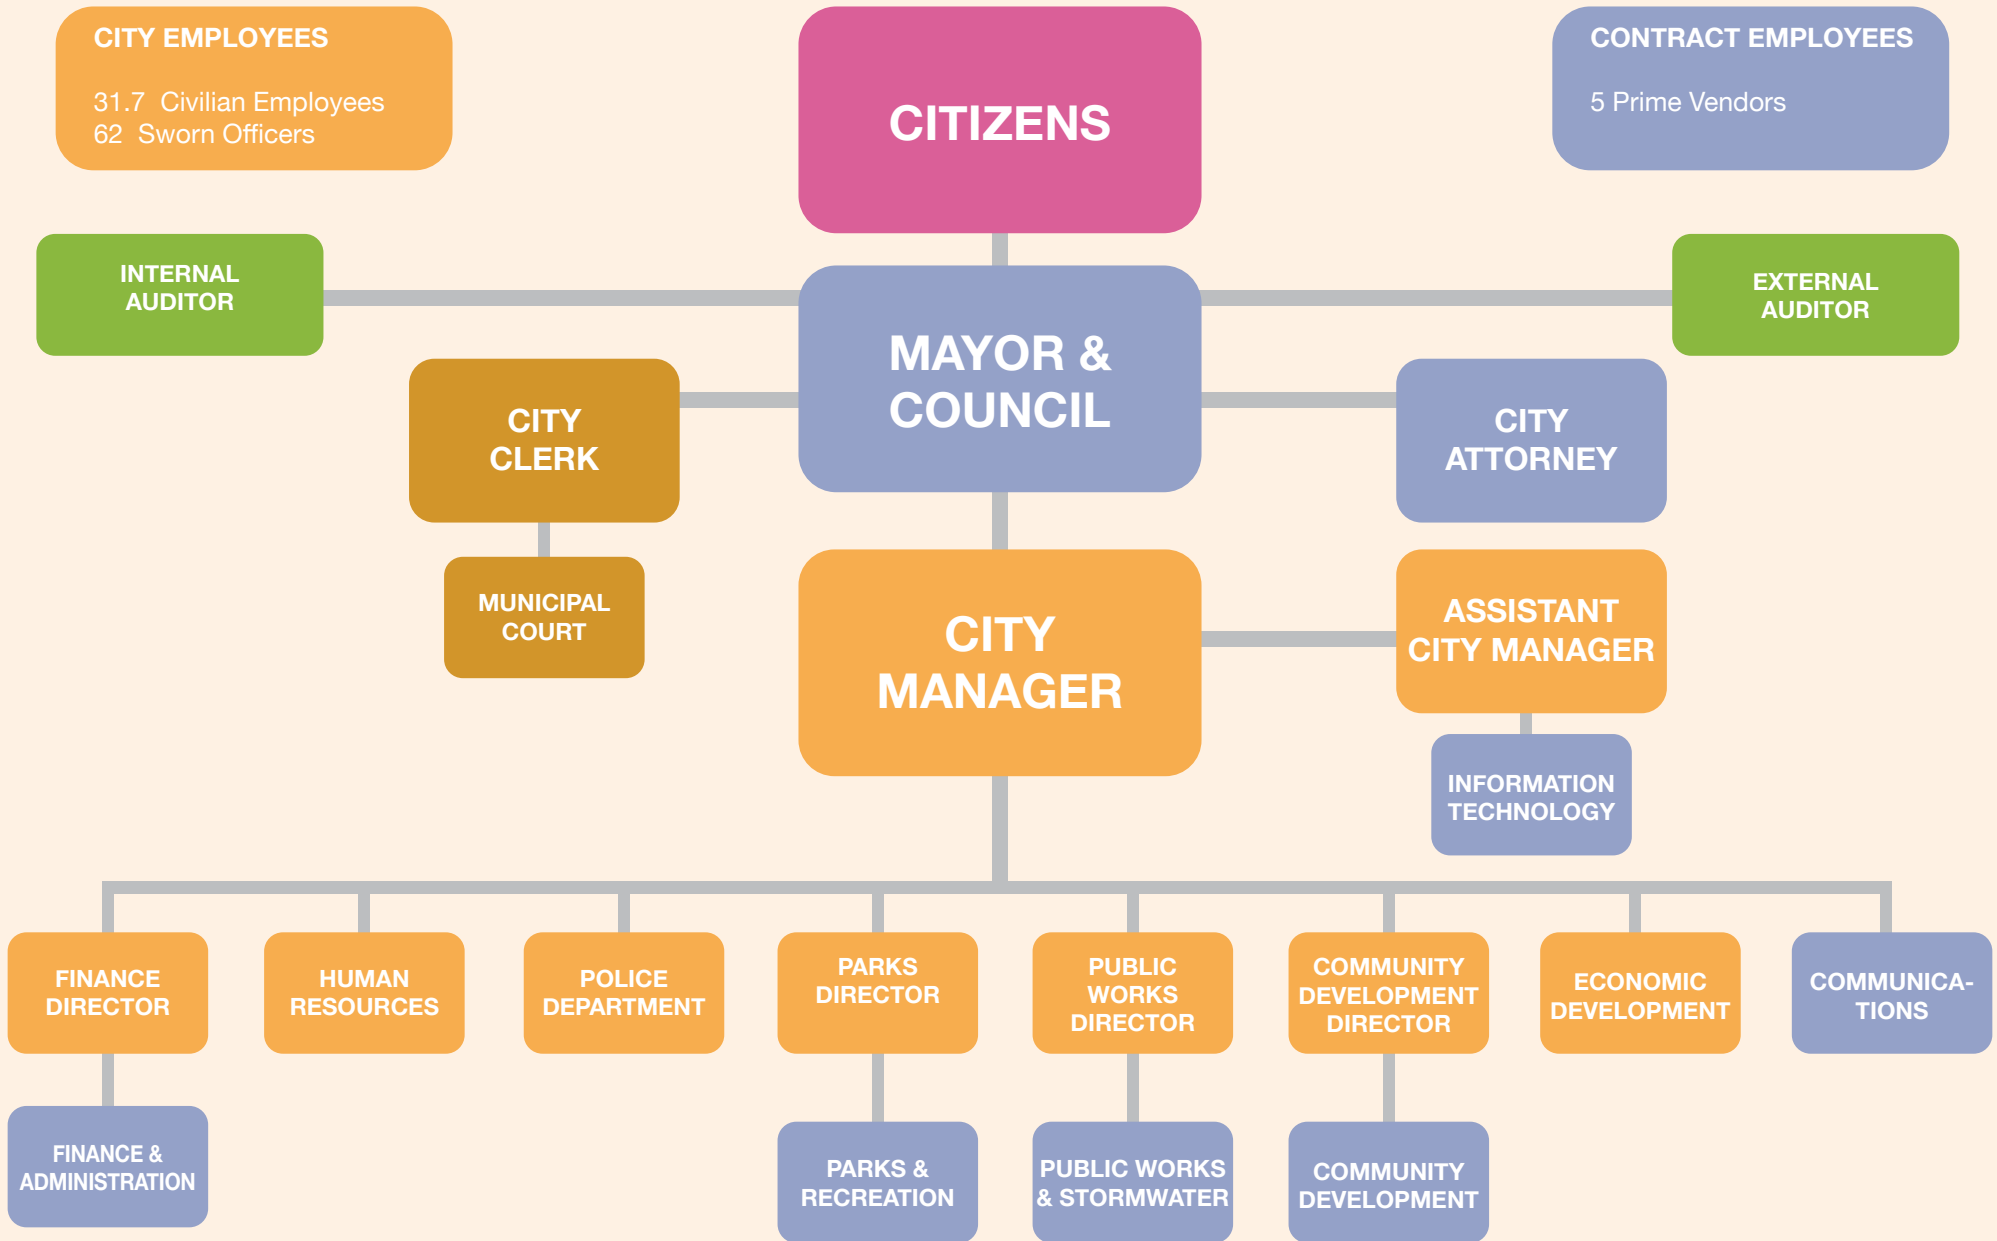 CITY EMPLOYEES
31.7 Civilian Employees
62 Sworn Officers
CITIZENS
CONTRACT EMPLOYEES
5 Prime Vendors
INTERNAL
AUDITOR
EXTERNAL
AUDITOR
MAYOR &
COUNCIL
CITY
CLERK
CITY
ATTORNEY
MUNICIPAL
COURT
CITY
MANAGER
ASSISTANT
CITY MANAGER
INFORMATION
TECHNOLOGY
FINANCE
DIRECTOR
HUMAN
RESOURCES
POLICE
DEPARTMENT
PARKS
DIRECTOR
PUBLIC
WORKS
DIRECTOR
COMMUNITY
DEVELOPMENT
DIRECTOR
ECONOMIC
DEVELOPMENT
COMMUNICA-
TIONS
FINANCE &
ADMINISTRATION
PARKS &
RECREATION
PUBLIC WORKS
& STORMWATER
COMMUNITY
DEVELOPMENT